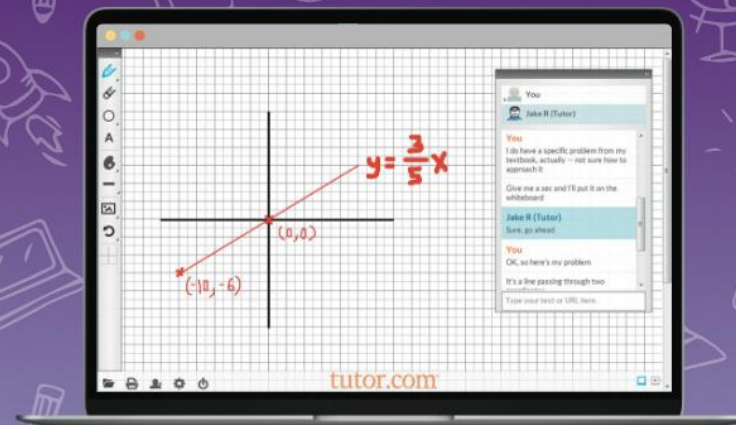 y = 3/5 x
(0,0)
(-10,-6)
A
You
Jake R (Tutor)
You
I do have a specific problem from my
textbook, actually — not sure how to
approach it
Give me a sec and I'll put it on the
whiteboard
Jake R (Tutor)
Sure, go ahead
You
OK, so here's my problem
It's a line passing through two
Type your text or URL here.
tutor.com